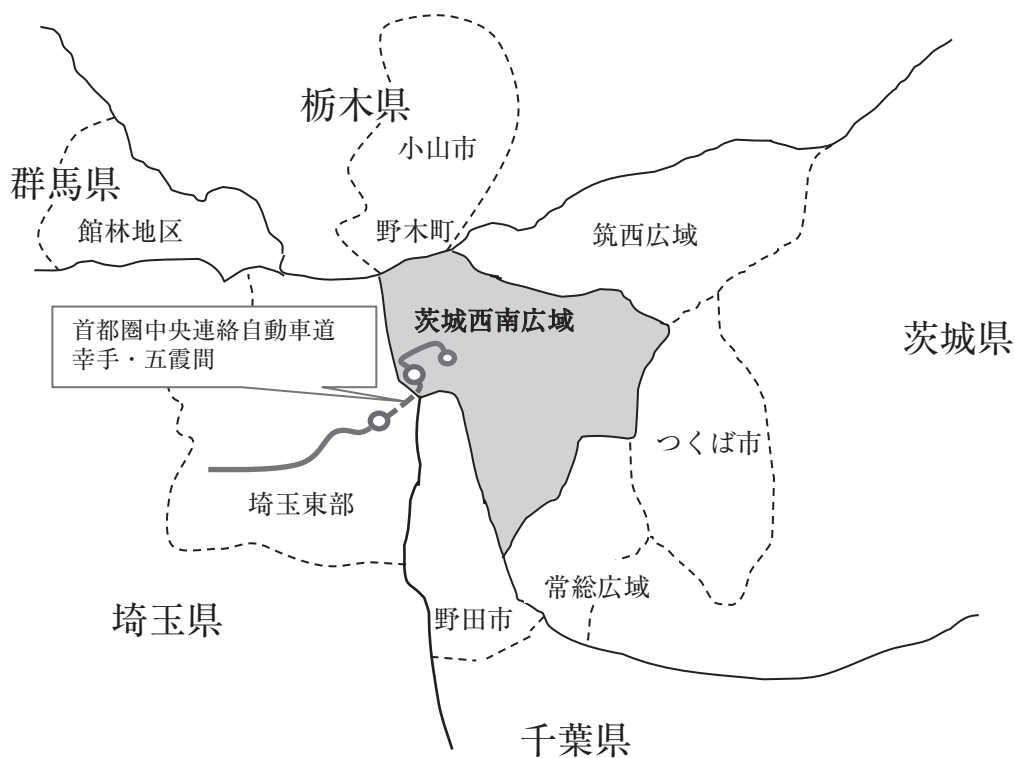 栃木県
小山市
群馬県
館林地区
野木町
筑西広域
首都圏中央連絡自動車道
幸手・五霞間
茨城西南広域
茨城県
つくば市
埼玉東部
常総広域
埼玉県
野田市
千葉県